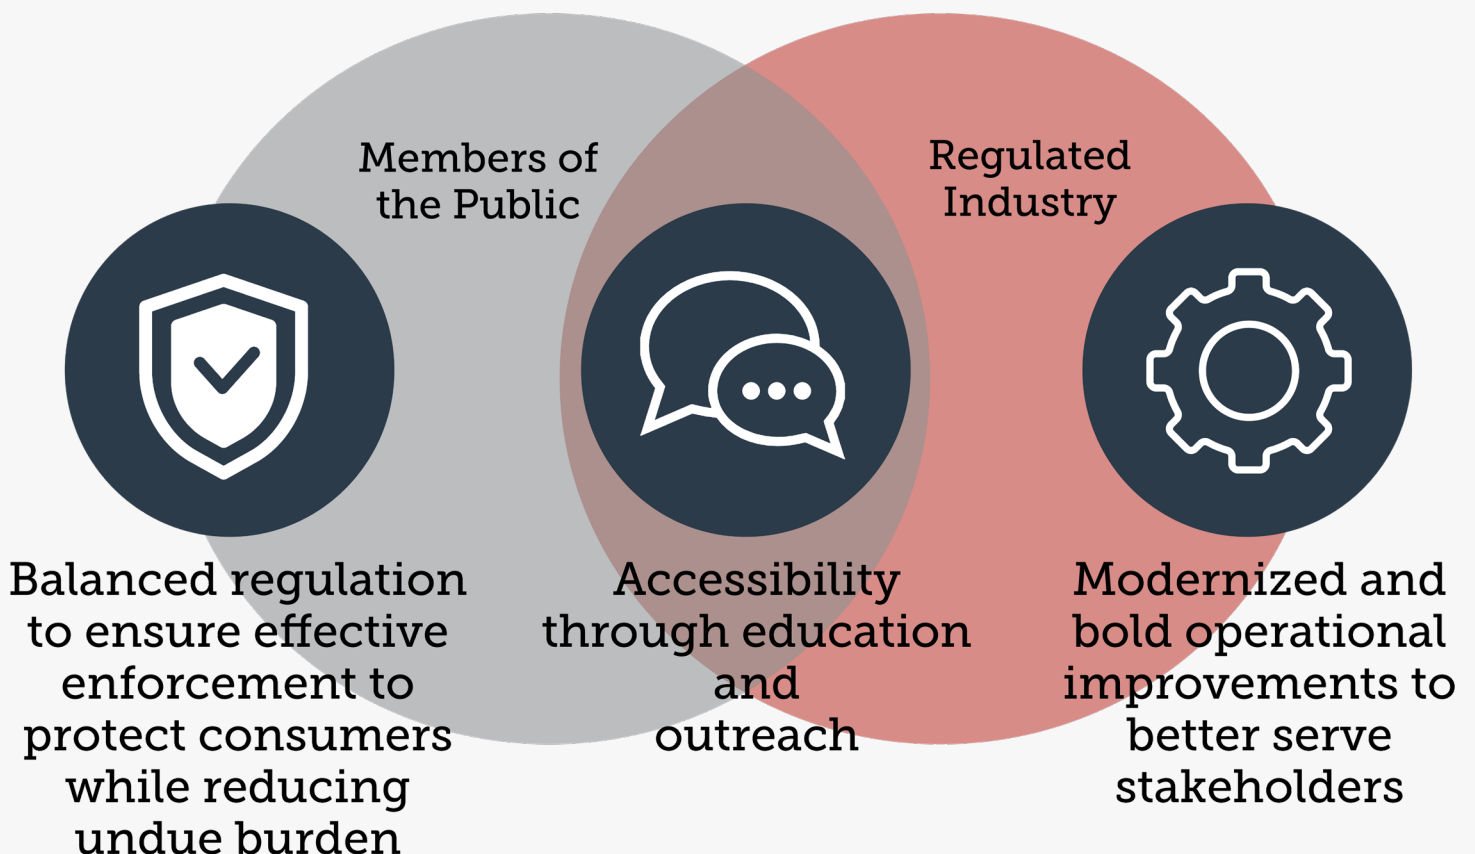 Members of
the Public
Regulated
Industry
Balanced regulation
to ensure effective
enforcement to
protect consumers
while reducing
undue burden
Accessibility
through education
and
outreach
Modernized and
bold operational
improvements to
better serve
stakeholders